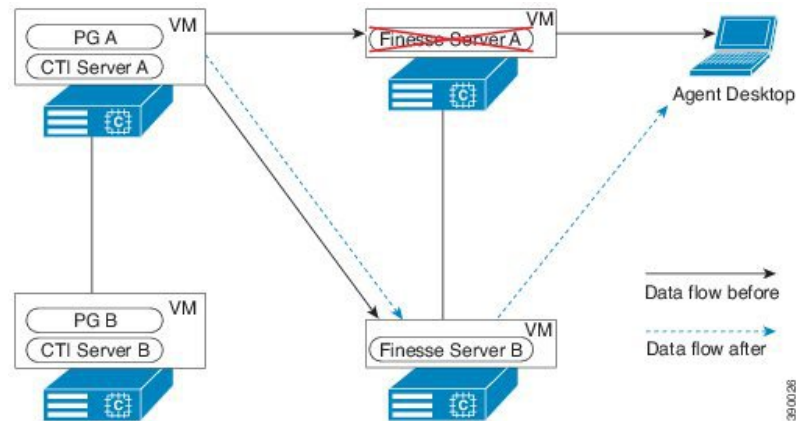 VM
PG A
CTI Server A
VM
Finesse Server A
Agent Desktop
VM
PG B
CTI Server B
VM
Finesse Server B
Data flow before
Data flow after
390026
C
C
C
C